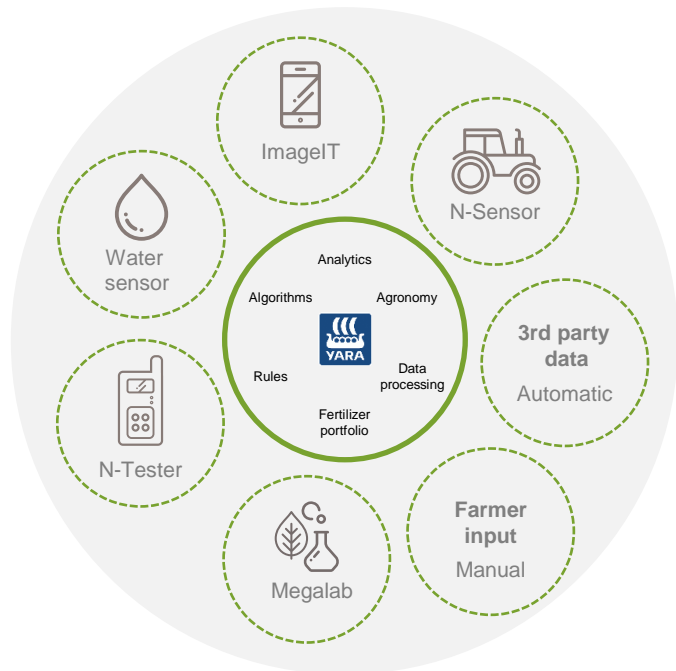 ImageIT
N-Sensor
Water
sensor
Analytics
Algorithms
Agronomy
YARA
3rd party
data
Automatic
Rules
Data
processing
Fertilizer
portfolio
N-Tester
Farmer
input
Manual
Megalab